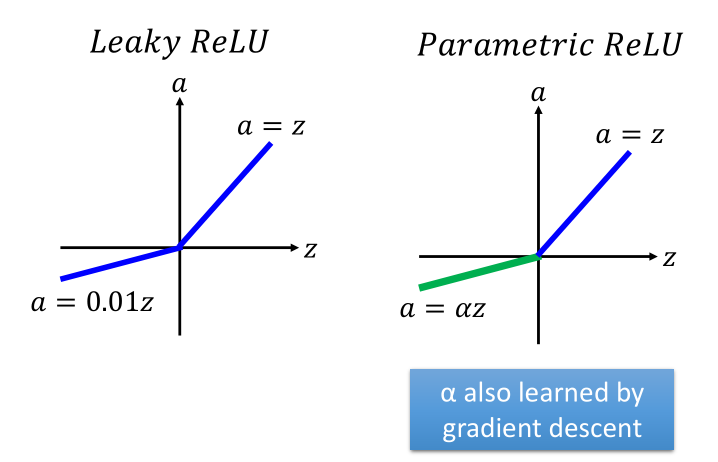 Leaky ReLU
a
a = z
z
a = 0.01z
Parametric ReLU
a
a = z
z
a = αz
α also learned by
gradient descent